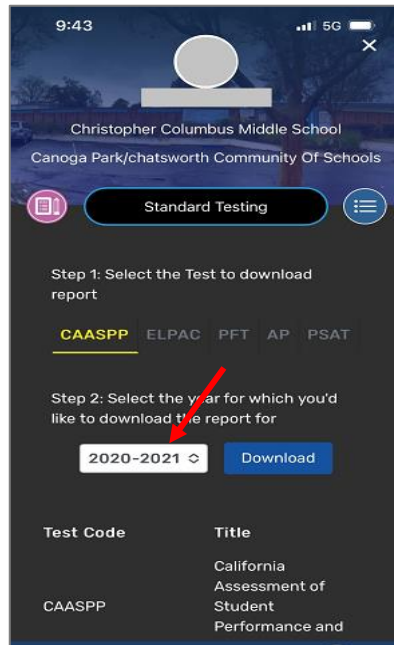 9:43 5G
Christopher Columbus Middle School
Canoga Park/chatsworth Community Of Schools
Standard Testing
Step 1: Select the Test to download
report
CAASPP ELPAC PFT AP PSAT
Step 2: Select the year for which you'd
like to download the report for
2020-2021 Download
Test Code Title
California
Assessment of
CAASPP Student
Performance and